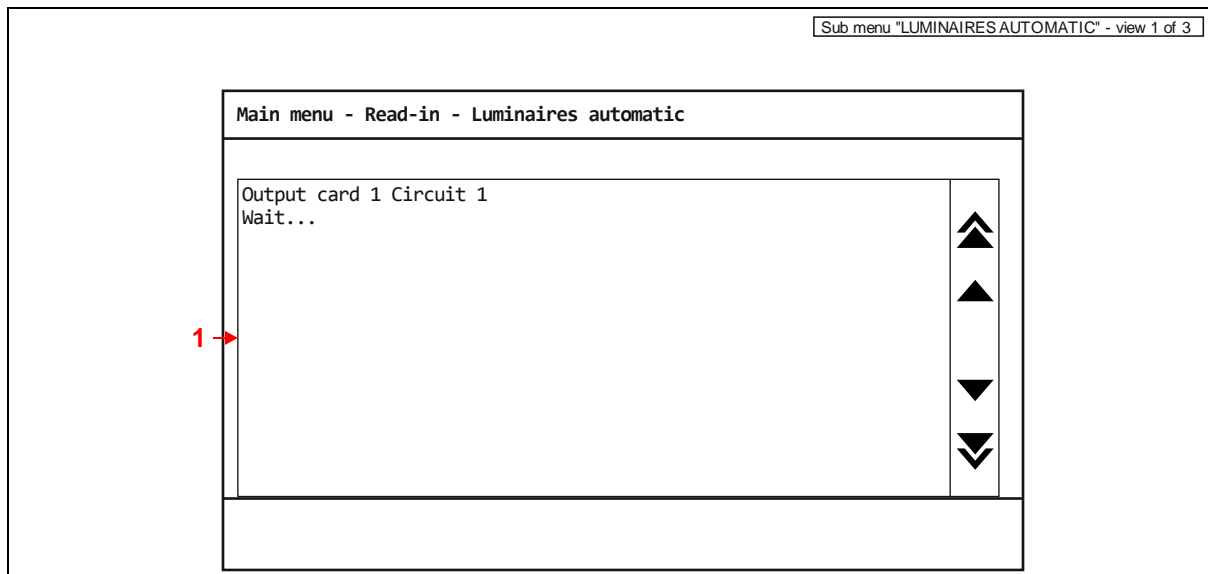 Sub menu "LUMINAIRES AUTOMATIC" - view 1 of 3
Main menu - Read-in - Luminaires automatic
Output card 1 Circuit 1
Wait...
1